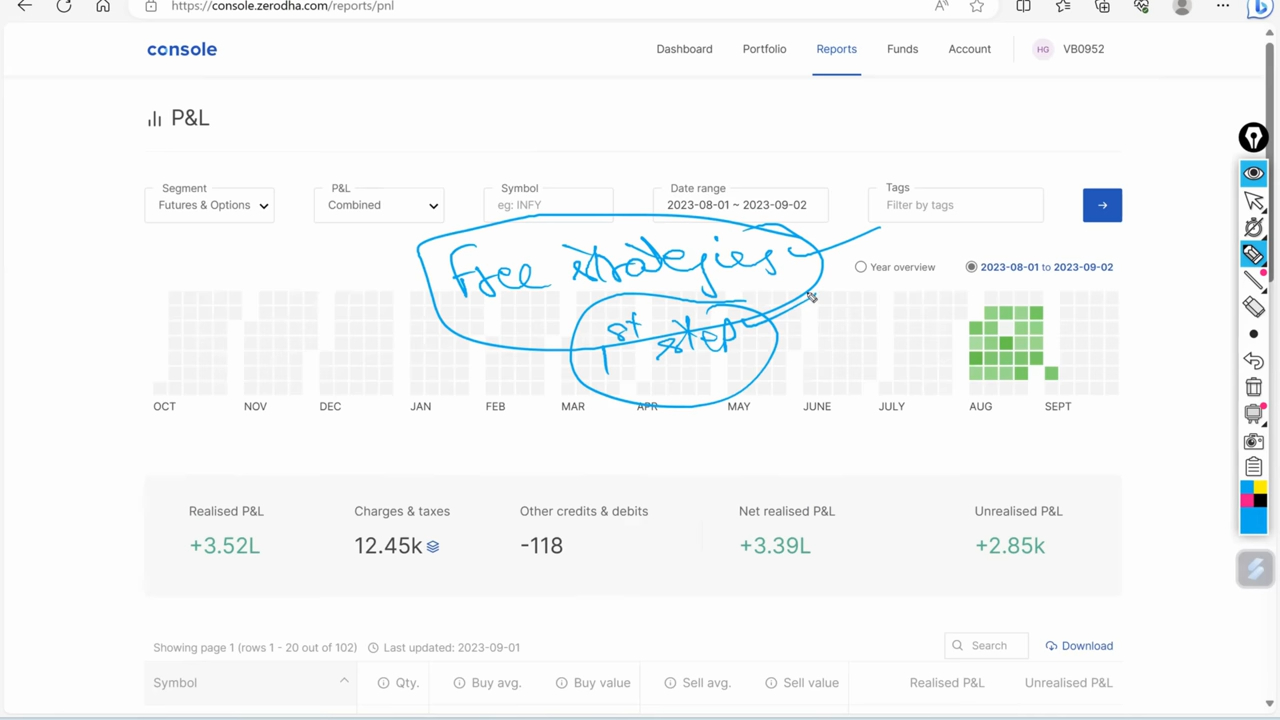 https://console.zerodha.com/reports/pnl
console
Dashboard Portfolio Reports Funds Account HG VB0952
P&L
Segment P&L Symbol Date range Tags
Futures & Options Combined eg: INFY 2023-08-01 ~ 2023-09-02 Filter by tags
Free strategies
Year overview 2023-08-01 to 2023-09-02
1st step
OCT NOV DEC JAN FEB MAR APR MAY JUNE JULY AUG SEPT
Realised P&L Charges & taxes Other credits & debits Net realised P&L Unrealised P&L
+3.52L 12.45k -118 +3.39L +2.85k
Showing page 1 (rows 1 - 20 out of 102) Last updated: 2023-09-01 Search Download
Symbol Qty. Buy avg. Buy value Sell avg. Sell value Realised P&L Unrealised P&L